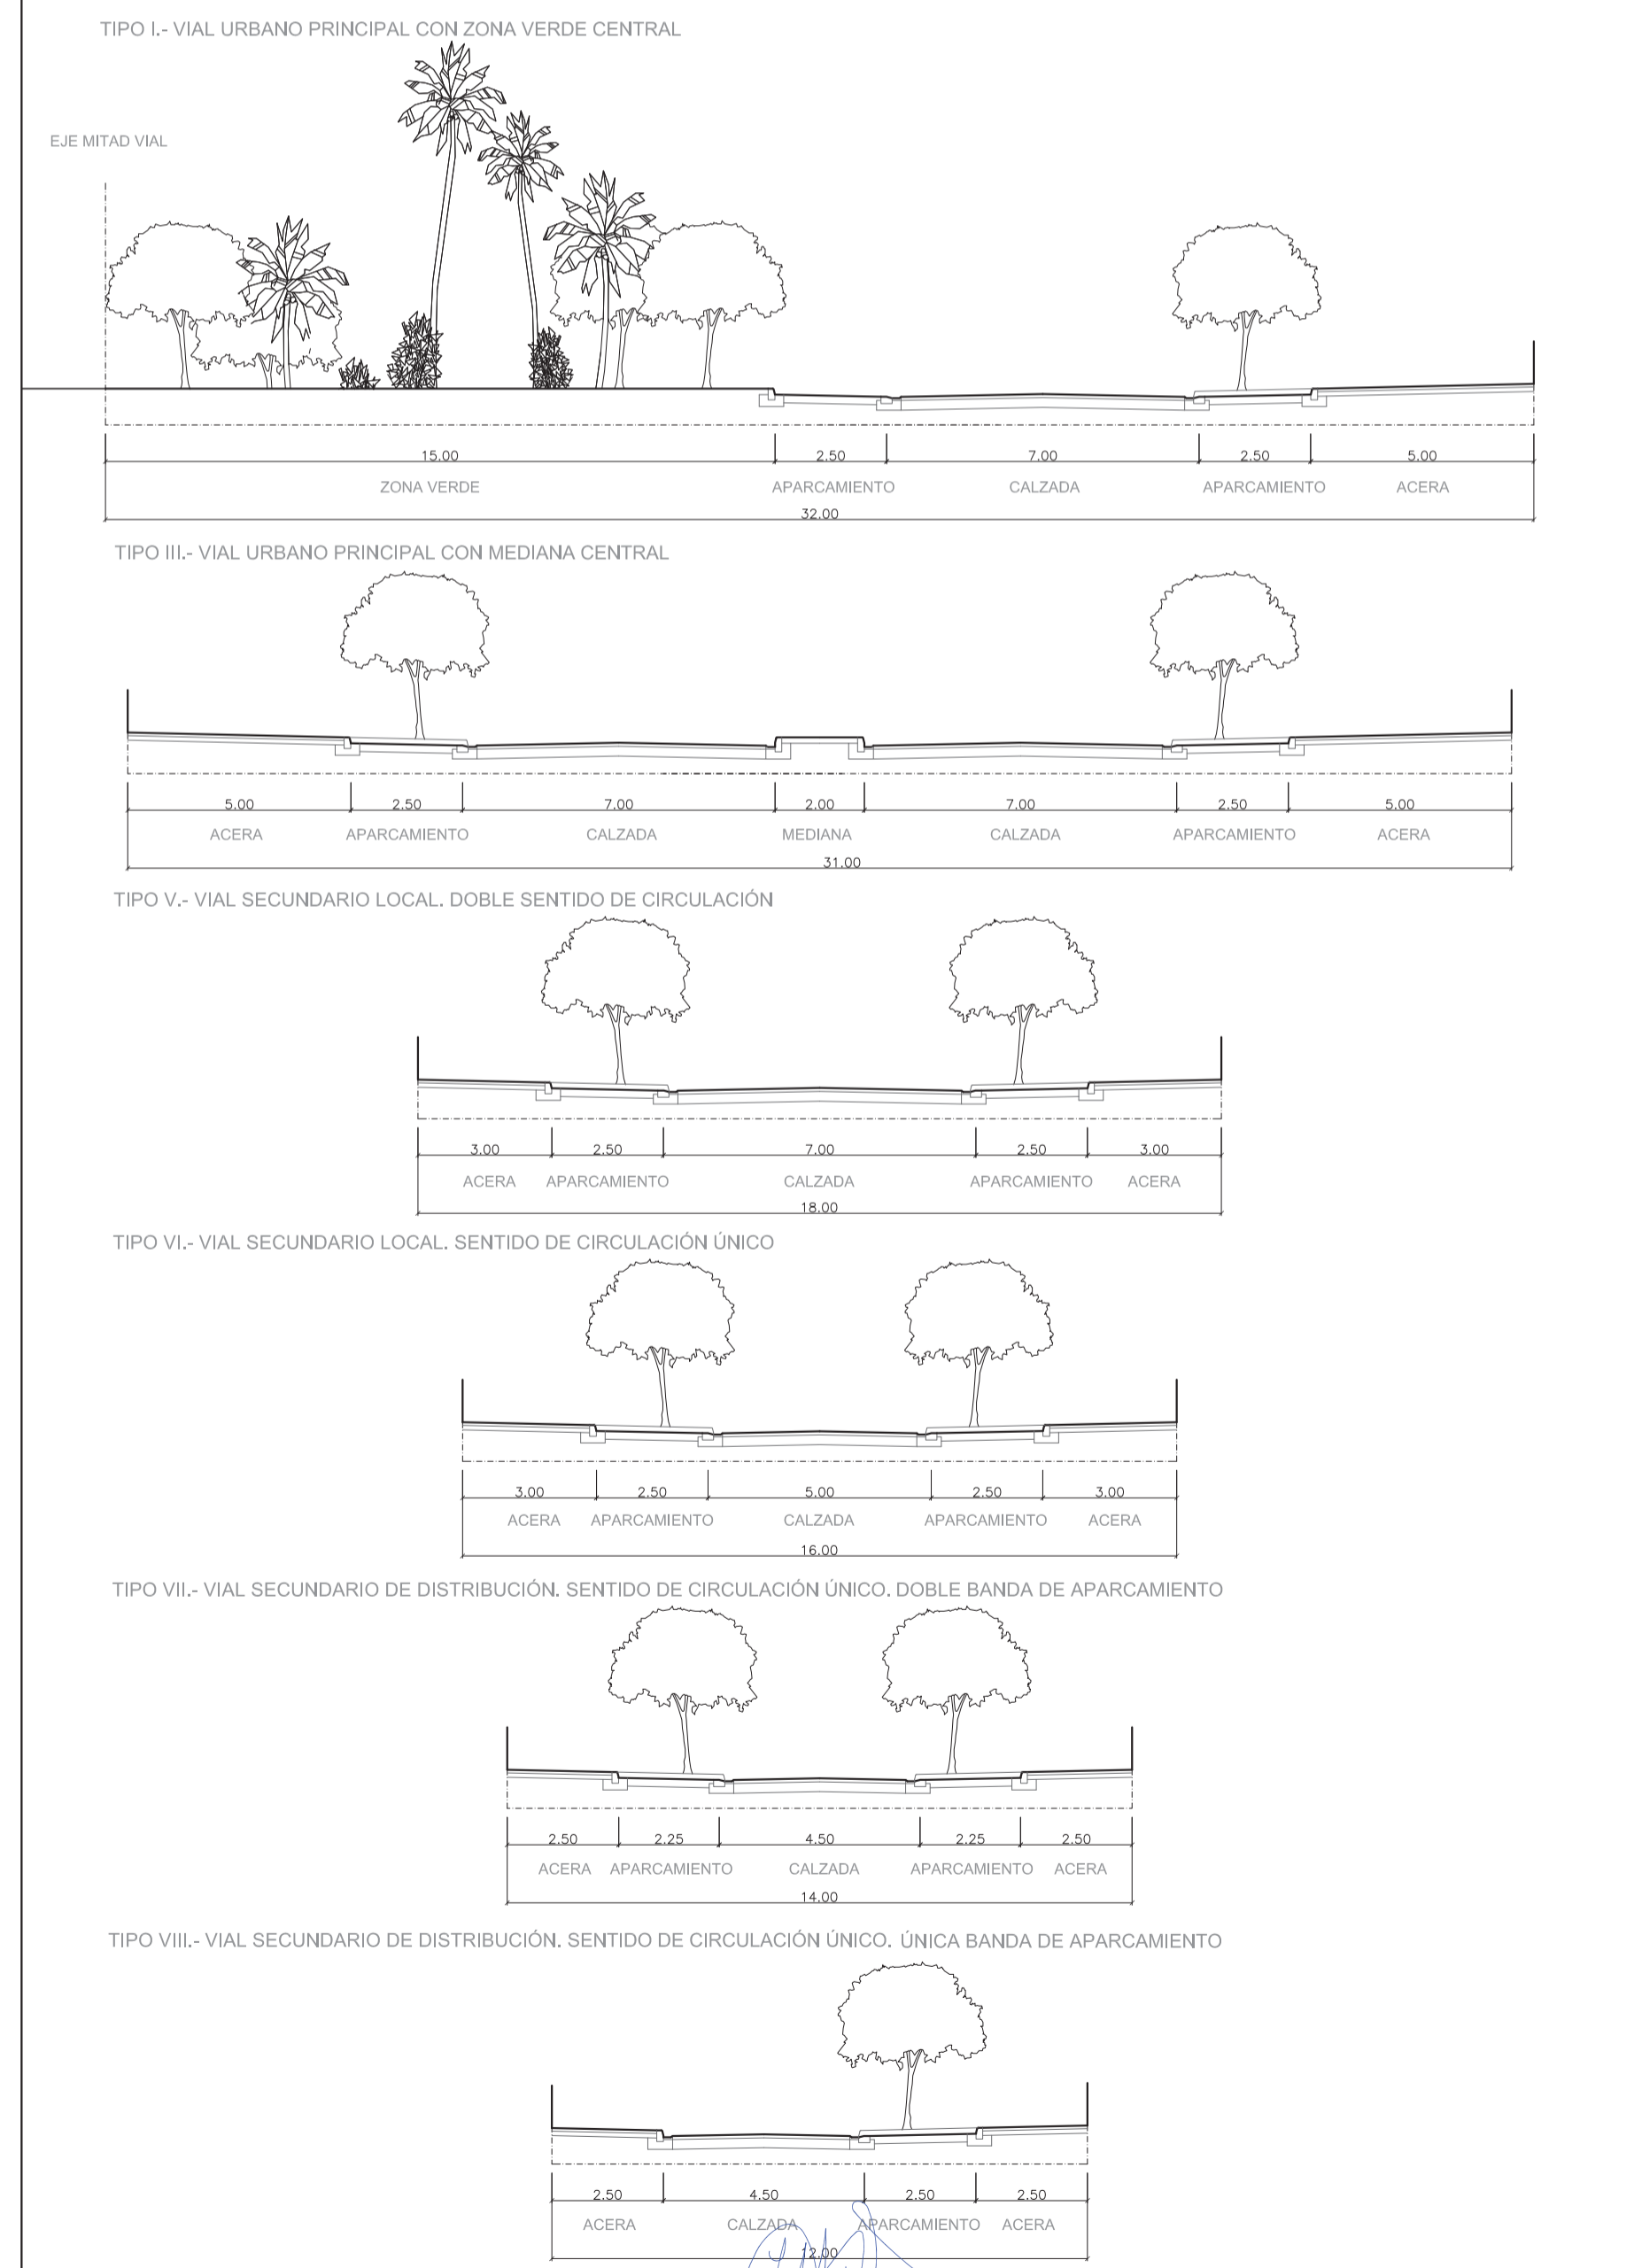 TIPO I.- VIAL URBANO PRINCIPAL CON ZONA VERDE CENTRAL
EJE MITAD VIAL
15.00 2.50 7.00 2.50 5.00
ZONA VERDE APARCAMIENTO CALZADA APARCAMIENTO ACERA
32.00
TIPO III.- VIAL URBANO PRINCIPAL CON MEDIANA CENTRAL
5.00 2.50 7.00 2.00 7.00 2.50 5.00
ACERA APARCAMIENTO CALZADA MEDIANA CALZADA APARCAMIENTO ACERA
31.00
TIPO V.- VIAL SECUNDARIO LOCAL. DOBLE SENTIDO DE CIRCULACIÓN
3.00 2.50 7.00 2.50 3.00
ACERA APARCAMIENTO CALZADA APARCAMIENTO ACERA
18.00
TIPO VI.- VIAL SECUNDARIO LOCAL. SENTIDO DE CIRCULACIÓN ÚNICO
3.00 2.50 5.00 2.50 3.00
ACERA APARCAMIENTO CALZADA APARCAMIENTO ACERA
16.00
TIPO VII.- VIAL SECUNDARIO DE DISTRIBUCIÓN. SENTIDO DE CIRCULACIÓN ÚNICO. DOBLE BANDA DE APARCAMIENTO
2.50 2.25 4.50 2.25 2.50
ACERA APARCAMIENTO CALZADA APARCAMIENTO ACERA
14.00
TIPO VIII.- VIAL SECUNDARIO DE DISTRIBUCIÓN. SENTIDO DE CIRCULACIÓN ÚNICO. ÚNICA BANDA DE APARCAMIENTO
2.50 4.50 2.50 2.50
ACERA CALZADA APARCAMIENTO ACERA
12.00